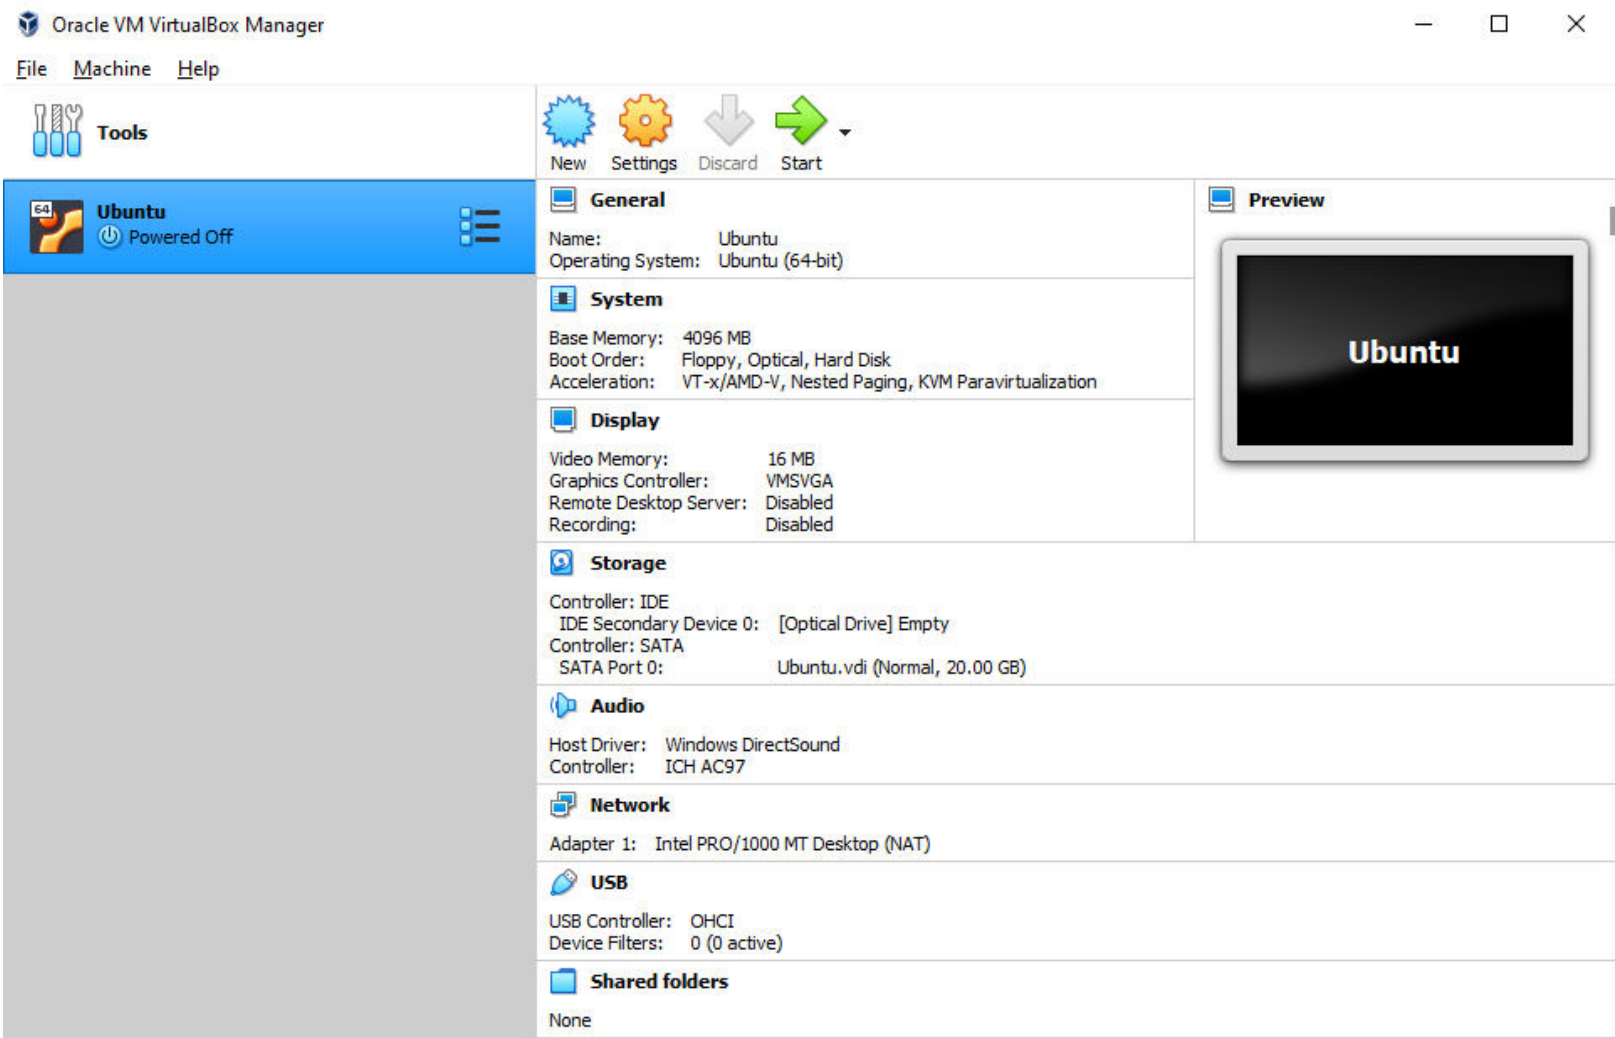 Oracle VM VirtualBox Manager
File Machine Help
Tools
New Settings Discard Start
64
Ubuntu
Powered Off
General
Name: Ubuntu
Operating System: Ubuntu (64-bit)
Preview
Ubuntu
System
Base Memory: 4096 MB
Boot Order: Floppy, Optical, Hard Disk
Acceleration: VT-x/AMD-V, Nested Paging, KVM Paravirtualization
Display
Video Memory: 16 MB
Graphics Controller: VMSVGA
Remote Desktop Server: Disabled
Recording: Disabled
Storage
Controller: IDE
IDE Secondary Device 0: [Optical Drive] Empty
Controller: SATA
SATA Port 0: Ubuntu.vdi (Normal, 20.00 GB)
Audio
Host Driver: Windows DirectSound
Controller: ICH AC97
Network
Adapter 1: Intel PRO/1000 MT Desktop (NAT)
USB
USB Controller: OHCI
Device Filters: 0 (0 active)
Shared folders
None